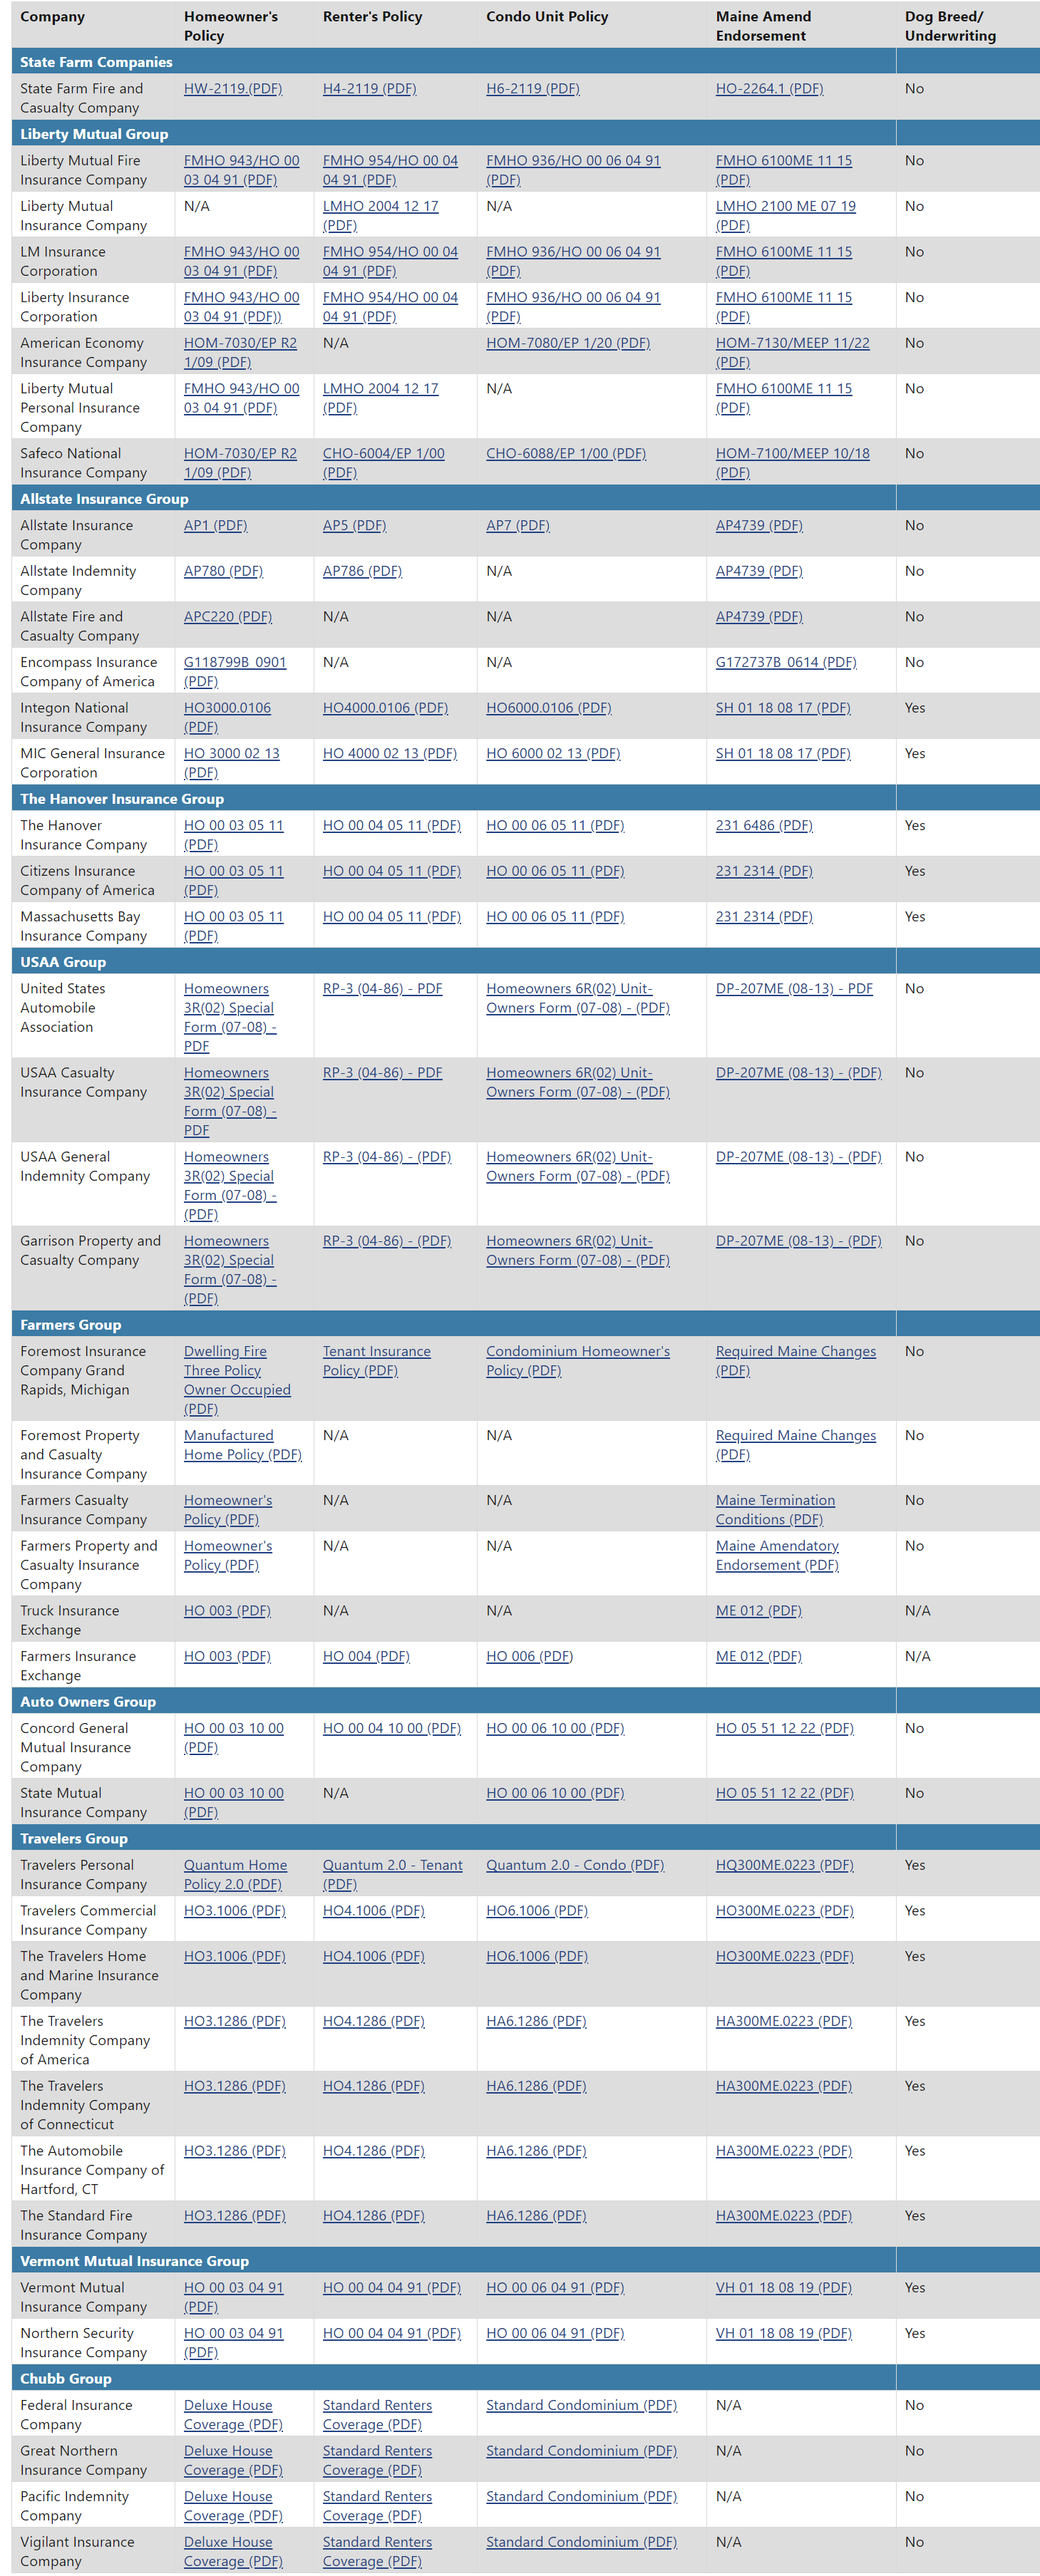 Company
Homeowner's
Policy
Renter's Policy
Condo Unit Policy
Maine Amend
Endorsement
Dog Breed/
Underwriting
State Farm Companies
State Farm Fire and
Casualty Company
HW-2119.(PDF)
H4-2119 (PDF)
H6-2119 (PDF)
HO-2264.1 (PDF)
No
Liberty Mutual Group
Liberty Mutual Fire
Insurance Company
FMHO 943/HO 00
03 04 91 (PDF)
FMHO 954/HO 00 04
04 91 (PDF)
FMHO 936/HO 00 06 04 91
(PDF)
FMHO 6100ME 11 15
(PDF)
No
Liberty Mutual
Insurance Company
N/A
LMHO 2004 12 17
(PDF)
N/A
LMHO 2100 ME 07 19
(PDF)
No
LM Insurance
Corporation
FMHO 943/HO 00
03 04 91 (PDF)
FMHO 954/HO 00 04
04 91 (PDF)
FMHO 936/HO 00 06 04 91
(PDF)
FMHO 6100ME 11 15
(PDF)
No
Liberty Insurance
Corporation
FMHO 943/HO 00
03 04 91 (PDF))
FMHO 954/HO 00 04
04 91 (PDF)
FMHO 936/HO 00 06 04 91
(PDF)
FMHO 6100ME 11 15
(PDF)
No
American Economy
Insurance Company
HOM-7030/EP R2
1/09 (PDF)
N/A
HOM-7080/EP 1/20 (PDF)
HOM-7130/MEEP 11/22
(PDF)
No
Liberty Mutual
Personal Insurance
Company
FMHO 943/HO 00
03 04 91 (PDF)
LMHO 2004 12 17
(PDF)
N/A
FMHO 6100ME 11 15
(PDF)
No
Safeco National
Insurance Company
HOM-7030/EP R2
1/09 (PDF)
CHO-6004/EP 1/00
(PDF)
CHO-6088/EP 1/00 (PDF)
HOM-7100/MEEP 10/18
(PDF)
No
Allstate Insurance Group
Allstate Insurance
Company
AP1 (PDF)
AP5 (PDF)
AP7 (PDF)
AP4739 (PDF)
No
Allstate Indemnity
Company
AP780 (PDF)
AP786 (PDF)
N/A
AP4739 (PDF)
No
Allstate Fire and
Casualty Company
APC220 (PDF)
N/A
N/A
AP4739 (PDF)
No
Encompass Insurance
Company of America
G118799B_0901
(PDF)
N/A
N/A
G172737B_0614 (PDF)
No
Integon National
Insurance Company
HO3000.0106
(PDF)
HO4000.0106 (PDF)
HO6000.0106 (PDF)
SH 01 18 08 17 (PDF)
Yes
MIC General Insurance
Corporation
HO 3000 02 13
(PDF)
HO 4000 02 13 (PDF)
HO 6000 02 13 (PDF)
SH 01 18 08 17 (PDF)
Yes
The Hanover Insurance Group
The Hanover
Insurance Company
HO 00 03 05 11
(PDF)
HO 00 04 05 11 (PDF)
HO 00 06 05 11 (PDF)
231 6486 (PDF)
Yes
Citizens Insurance
Company of America
HO 00 03 05 11
(PDF)
HO 00 04 05 11 (PDF)
HO 00 06 05 11 (PDF)
231 2314 (PDF)
Yes
Massachusetts Bay
Insurance Company
HO 00 03 05 11
(PDF)
HO 00 04 05 11 (PDF)
HO 00 06 05 11 (PDF)
231 2314 (PDF)
Yes
USAA Group
United States
Automobile
Association
Homeowners
3R(02) Special
Form (07-08) -
PDF
RP-3 (04-86) - PDF
Homeowners 6R(02) Unit-
Owners Form (07-08) - (PDF)
DP-207ME (08-13) - PDF
No
USAA Casualty
Insurance Company
Homeowners
3R(02) Special
Form (07-08) -
PDF
RP-3 (04-86) - PDF
Homeowners 6R(02) Unit-
Owners Form (07-08) - (PDF)
DP-207ME (08-13) - (PDF)
No
USAA General
Indemnity Company
Homeowners
3R(02) Special
Form (07-08) -
(PDF)
RP-3 (04-86) - (PDF)
Homeowners 6R(02) Unit-
Owners Form (07-08) - (PDF)
DP-207ME (08-13) - (PDF)
No
Garrison Property and
Casualty Company
Homeowners
3R(02) Special
Form (07-08) -
(PDF)
RP-3 (04-86) - (PDF)
Homeowners 6R(02) Unit-
Owners Form (07-08) - (PDF)
DP-207ME (08-13) - (PDF)
No
Farmers Group
Foremost Insurance
Company Grand
Rapids, Michigan
Dwelling Fire
Three Policy
Owner Occupied
(PDF)
Tenant Insurance
Policy (PDF)
Condominium Homeowner's
Policy (PDF)
Required Maine Changes
(PDF)
No
Foremost Property
and Casualty
Insurance Company
Manufactured
Home Policy (PDF)
N/A
N/A
Required Maine Changes
(PDF)
No
Farmers Casualty
Insurance Company
Homeowner's
Policy (PDF)
N/A
N/A
Maine Termination
Conditions (PDF)
No
Farmers Property and
Casualty Insurance
Company
Homeowner's
Policy (PDF)
N/A
N/A
Maine Amendatory
Endorsement (PDF)
No
Truck Insurance
Exchange
HO 003 (PDF)
N/A
N/A
ME 012 (PDF)
N/A
Farmers Insurance
Exchange
HO 003 (PDF)
HO 004 (PDF)
HO 006 (PDF)
ME 012 (PDF)
N/A
Auto Owners Group
Concord General
Mutual Insurance
Company
HO 00 03 10 00
(PDF)
HO 00 04 10 00 (PDF)
HO 00 06 10 00 (PDF)
HO 05 51 12 22 (PDF)
No
State Mutual
Insurance Company
HO 00 03 10 00
(PDF)
N/A
HO 00 06 10 00 (PDF)
HO 05 51 12 22 (PDF)
No
Travelers Group
Travelers Personal
Insurance Company
Quantum Home
Policy 2.0 (PDF)
Quantum 2.0 - Tenant
(PDF)
Quantum 2.0 - Condo (PDF)
HQ300ME.0223 (PDF)
Yes
Travelers Commercial
Insurance Company
HO3.1006 (PDF)
HO4.1006 (PDF)
HO6.1006 (PDF)
HO300ME.0223 (PDF)
Yes
The Travelers Home
and Marine Insurance
Company
HO3.1006 (PDF)
HO4.1006 (PDF)
HO6.1006 (PDF)
HO300ME.0223 (PDF)
Yes
The Travelers
Indemnity Company
of America
HO3.1286 (PDF)
HO4.1286 (PDF)
HA6.1286 (PDF)
HA300ME.0223 (PDF)
Yes
The Travelers
Indemnity Company
of Connecticut
HO3.1286 (PDF)
HO4.1286 (PDF)
HA6.1286 (PDF)
HA300ME.0223 (PDF)
Yes
The Automobile
Insurance Company of
Hartford, CT
HO3.1286 (PDF)
HO4.1286 (PDF)
HA6.1286 (PDF)
HA300ME.0223 (PDF)
Yes
The Standard Fire
Insurance Company
HO3.1286 (PDF)
HO4.1286 (PDF)
HA6.1286 (PDF)
HA300ME.0223 (PDF)
Yes
Vermont Mutual Insurance Group
Vermont Mutual
Insurance Company
HO 00 03 04 91
(PDF)
HO 00 04 04 91 (PDF)
HO 00 06 04 91 (PDF)
VH 01 18 08 19 (PDF)
Yes
Northern Security
Insurance Company
HO 00 03 04 91
(PDF)
HO 00 04 04 91 (PDF)
HO 00 06 04 91 (PDF)
VH 01 18 08 19 (PDF)
Yes
Chubb Group
Federal Insurance
Company
Deluxe House
Coverage (PDF)
Standard Renters
Coverage (PDF)
Standard Condominium (PDF)
N/A
No
Great Northern
Insurance Company
Deluxe House
Coverage (PDF)
Standard Renters
Coverage (PDF)
Standard Condominium (PDF)
N/A
No
Pacific Indemnity
Company
Deluxe House
Coverage (PDF)
Standard Renters
Coverage (PDF)
Standard Condominium (PDF)
N/A
No
Vigilant Insurance
Company
Deluxe House
Coverage (PDF)
Standard Renters
Coverage (PDF)
Standard Condominium (PDF)
N/A
No